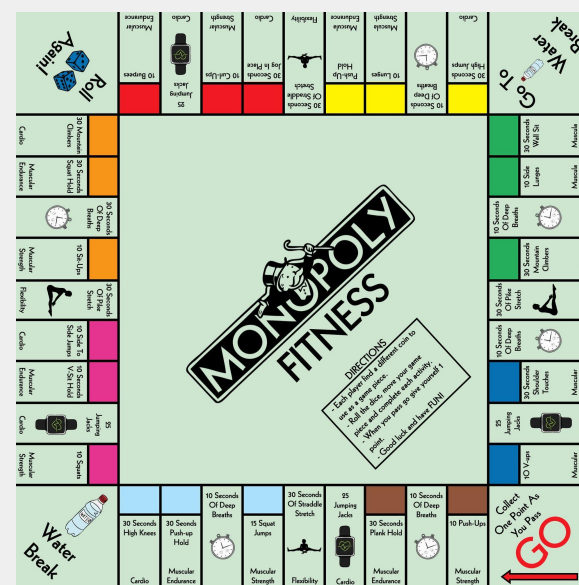 Roll
Again!
10 Burpees
Muscular
Endurance
25
Jumping
Jacks
Cardio
10 Curl-Ups
Muscular
Strength
30 Seconds
Jog In Place
Cardio
30 Seconds
Of Straddle
Stretch
Flexibility
Push-Up
Hold
Muscular
Endurance
10 Lunges
Muscular
Strength
10 Seconds
Of Deep
Breaths
30 Seconds
High Jumps
Cardio
Go To
Water
Break
30 Mountain
Climbers
Cardio
30 Seconds
Squat Hold
Muscular
Endurance
30 Seconds
Of Deep
Breaths
10 Sit-Ups
Muscular
Strength
30 Seconds
Of Pike
Stretch
Flexibility
10 Side To
Side Jumps
Cardio
10 Seconds
V-Sit Hold
Muscular
Endurance
25
Jumping
Jacks
Cardio
10 Squats
Muscular
Strength
MONOPOLY
FITNESS
DIRECTIONS
- Each player find a different coin to
use as a game piece.
- Roll the dice, move your game
piece and complete each activity.
- When you pass go give yourself 1
point.
- Good luck and have FUN!
30 Seconds
Wall Sit
Muscula
10 Side
Lunges
Muscula
10 Seconds
Of Deep
Breaths
30 Seconds
Mountain
Climbers
30 Seconds
Of Pike
Stretch
10 Seconds
Of Deep
Breaths
30 Seconds
Shoulder
Touches
Muscular
25
Jumping
Jacks
10 V-ups
Muscular
Water
Break
30 Seconds
High Knees
Cardio
30 Seconds
Push-up
Hold
Muscular
Endurance
10 Seconds
Of Deep
Breaths
15 Squat
Jumps
Muscular
Strength
30 Seconds
Of Straddle
Stretch
Flexibility
25
Jumping
Jacks
Cardio
30 Seconds
Plank Hold
Muscular
Endurance
10 Seconds
Of Deep
Breaths
10 Push-Ups
Muscular
Strength
Collect
One Point As
You Pass
GO